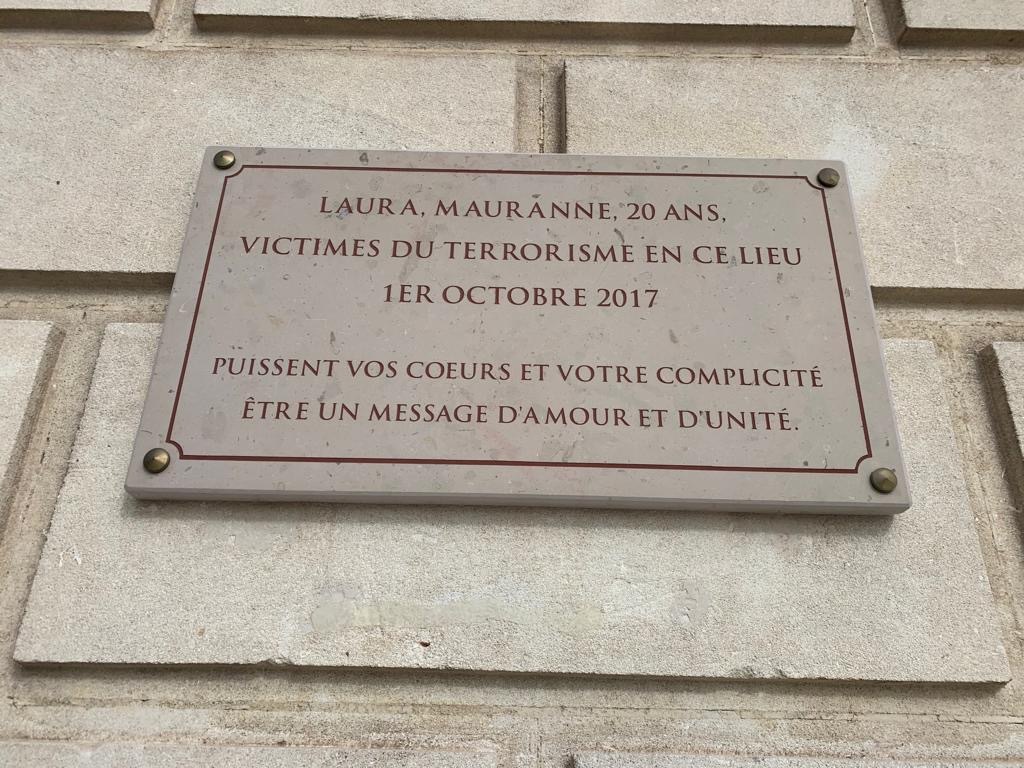 LAURA, MAURANNE, 20 ANS,
VICTIMES DU TERRORISME EN CE LIEU
1ER OCTOBRE 2017
PUISSENT VOS COEURS ET VOTRE COMPLICITÉ
ÊTRE UN MESSAGE D'AMOUR ET D'UNITÉ.